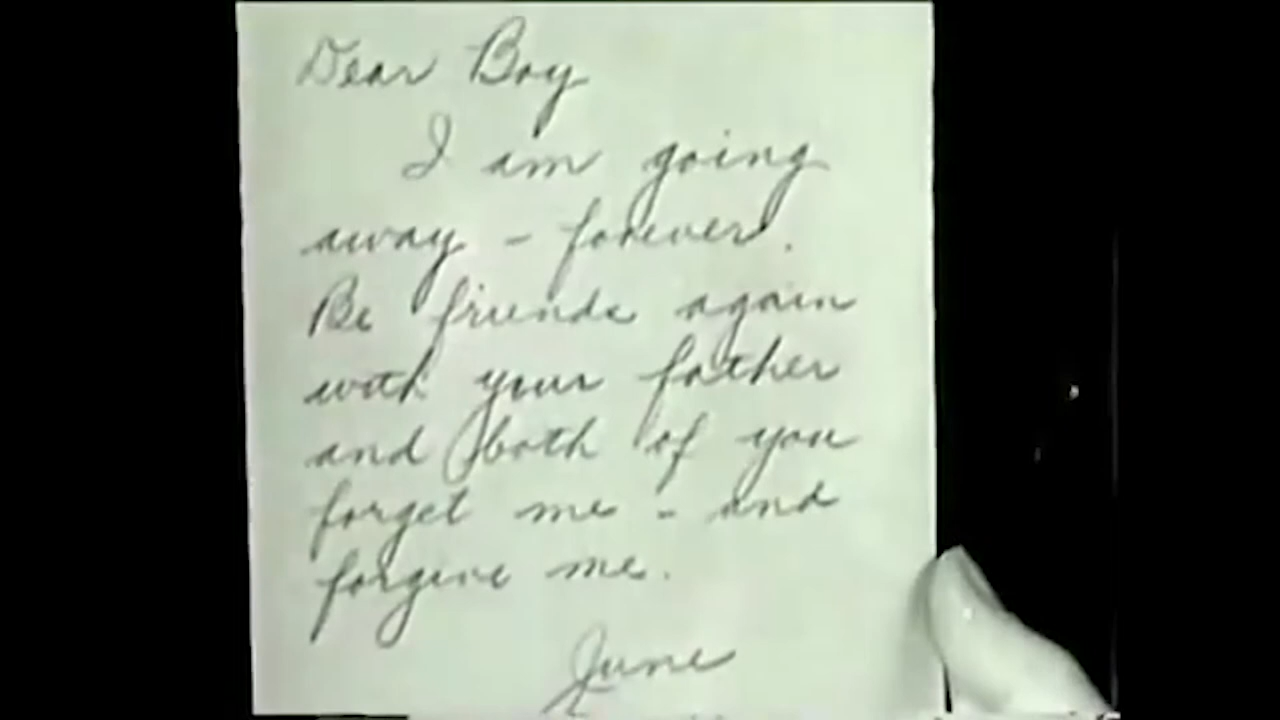 Dear Boy
I am going
away - forever.
Be friends again
with your father
and both of you
forget me - and
forgive me.
June